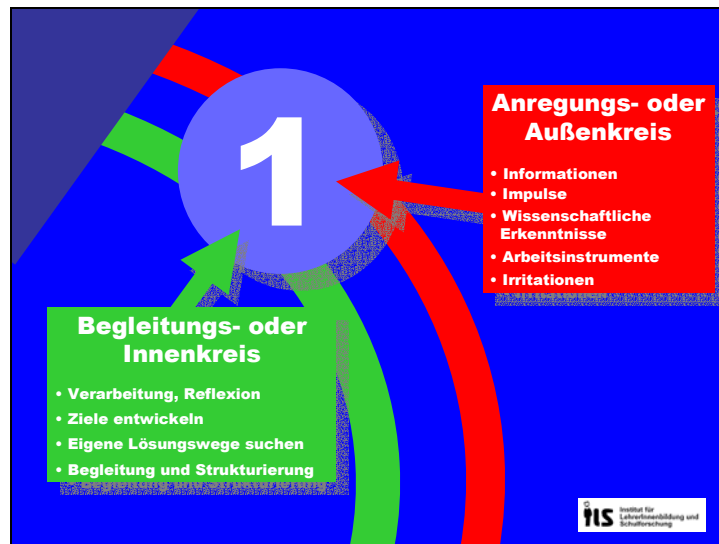 1
Anregungs- oder
Außenkreis
• Informationen
• Impulse
• Wissenschaftliche
Erkenntnisse
• Arbeitsinstrumente
• Irritationen
Begleitungs- oder
Innenkreis
• Verarbeitung, Reflexion
• Ziele entwickeln
• Eigene Lösungswege suchen
• Begleitung und Strukturierung
ILS
Institut für
LehrerInnenbildung und
Schulforschung